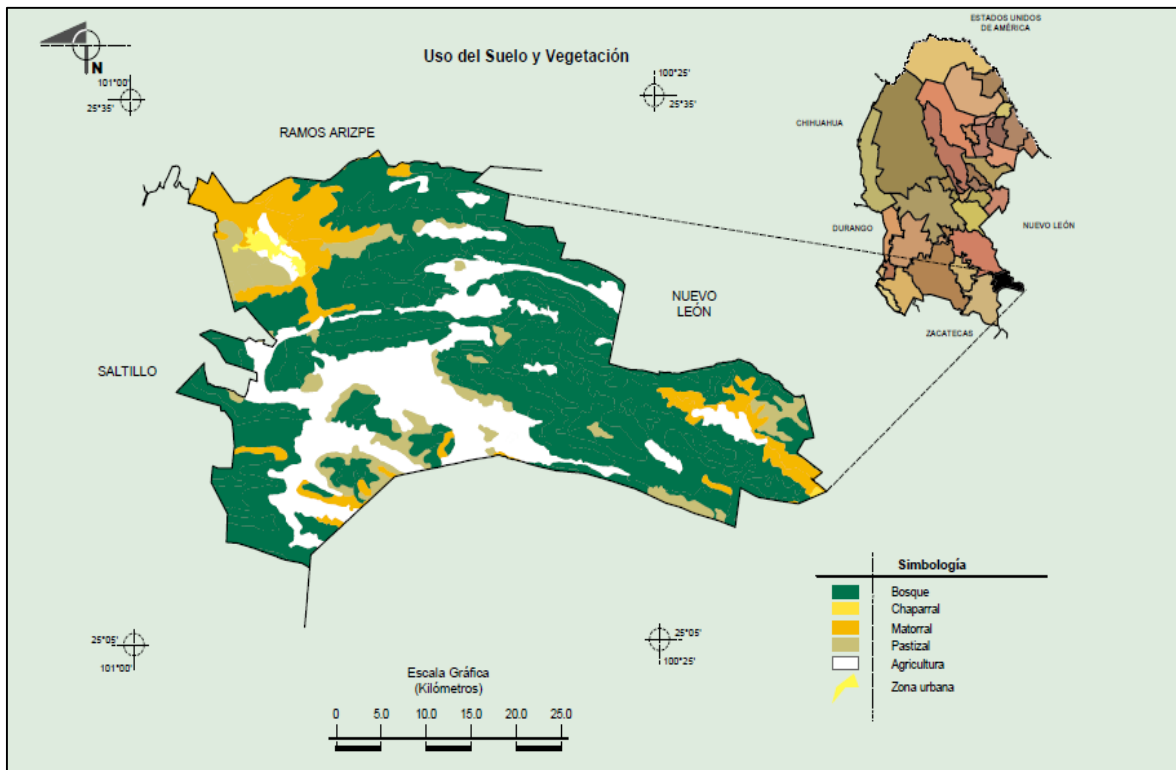 ESTADOS UNIDOS
DE AMÉRICA
Uso del Suelo y Vegetación
N
101°00'
25°35'
100°25'
25°35'
RAMOS ARIZPE
CHIHUAHUA
DURANGO
NUEVO LEÓN
NUEVO
LEÓN
ZACATECAS
SALTILLO
Simbología
Bosque
Chaparral
Matorral
Pastizal
Agricultura
Zona urbana
25°05'
101°00'
25°05'
100°25'
Escala Gráfica
(Kilómetros)
0 5.0 10.0 15.0 20.0 25.0